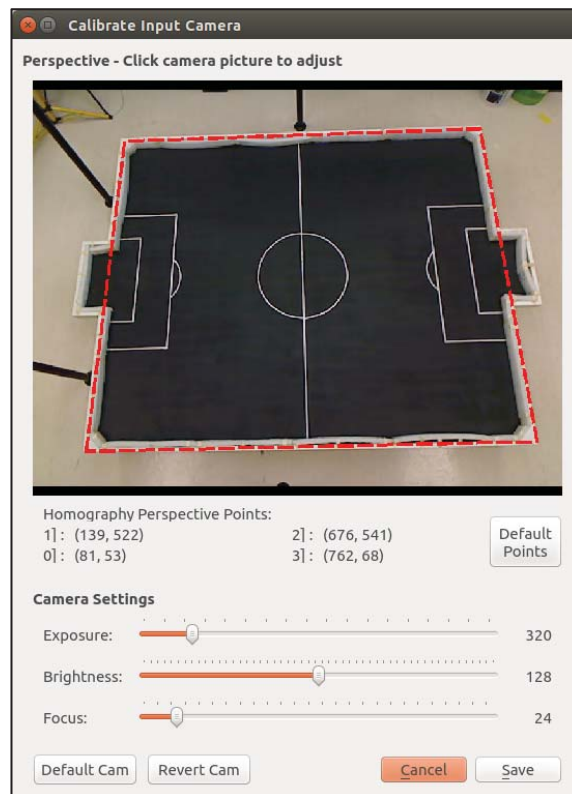 Calibrate Input Camera
Perspective - Click camera picture to adjust
Homography Perspective Points:
1]: (139, 522) 2]: (676, 541)
0]: (81, 53) 3]: (762, 68)
Default
Points
Camera Settings
Exposure: 320
Brightness: 128
Focus: 24
Default Cam Revert Cam Cancel Save